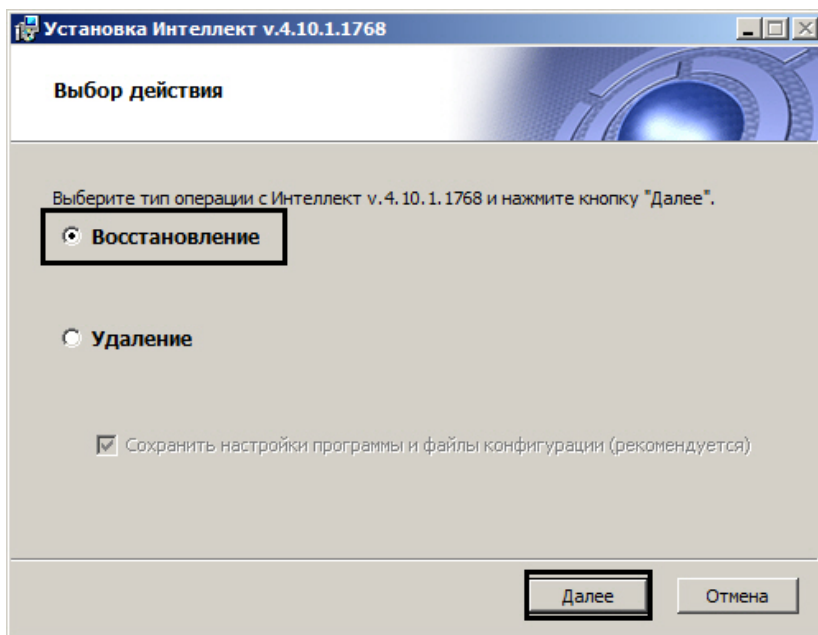 Установка Интеллект v.4.10.1.1768
Выбор действия
Выберите тип операции с Интеллект v.4.10.1.1768 и нажмите кнопку "Далее".
Восстановление
Удаление
Сохранить настройки программы и файлы конфигурации (рекомендуется)
Далее Отмена